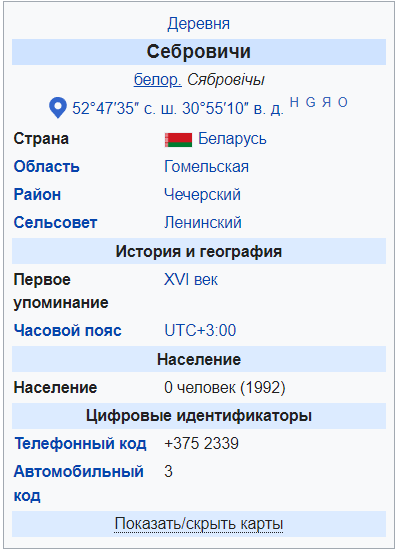 Деревня
Себровичи
белор. Сябровічы
52°47′35″ с. ш. 30°55′10″ в. д. H G Я O
Страна Беларусь
Область Гомельская
Район Чечерский
Сельсовет Ленинский
История и география
Первое упоминание XVI век
Часовой пояс UTC+3:00
Население
Население 0 человек (1992)
Цифровые идентификаторы
Телефонный код +375 2339
Автомобильный код 3
Показать/скрыть карты